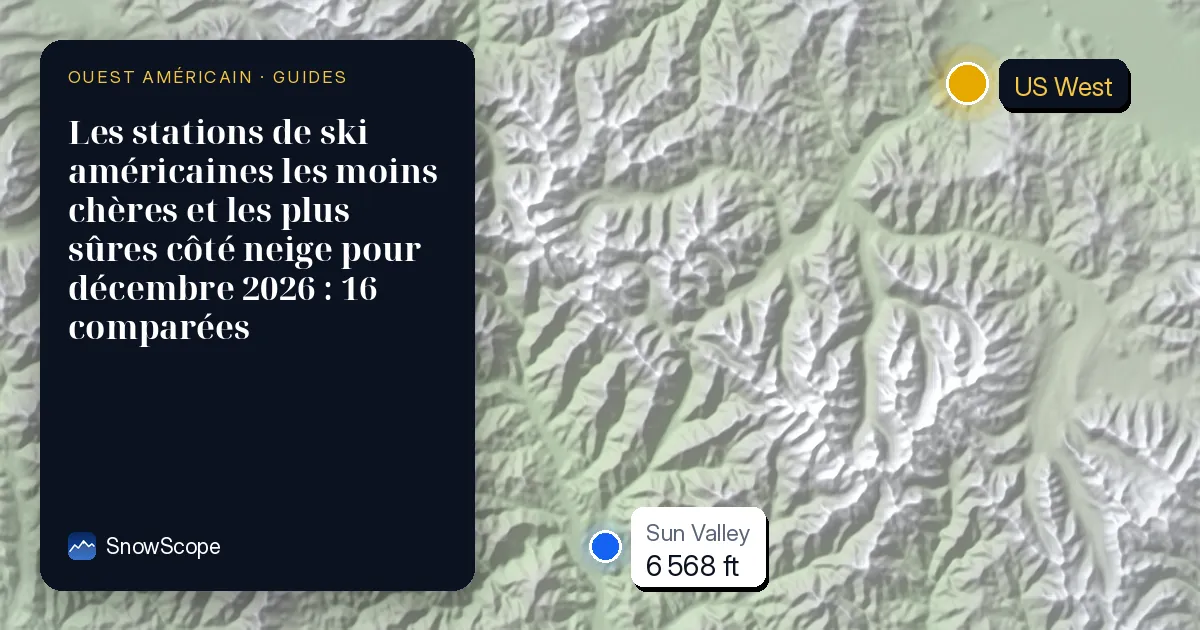 OUEST AMÉRICAIN · GUIDES
Les stations de ski
américaines les moins
chères et les plus
sûres côté neige pour
décembre 2026 : 16
comparées
SnowScope
US West
Sun Valley
6 568 ft